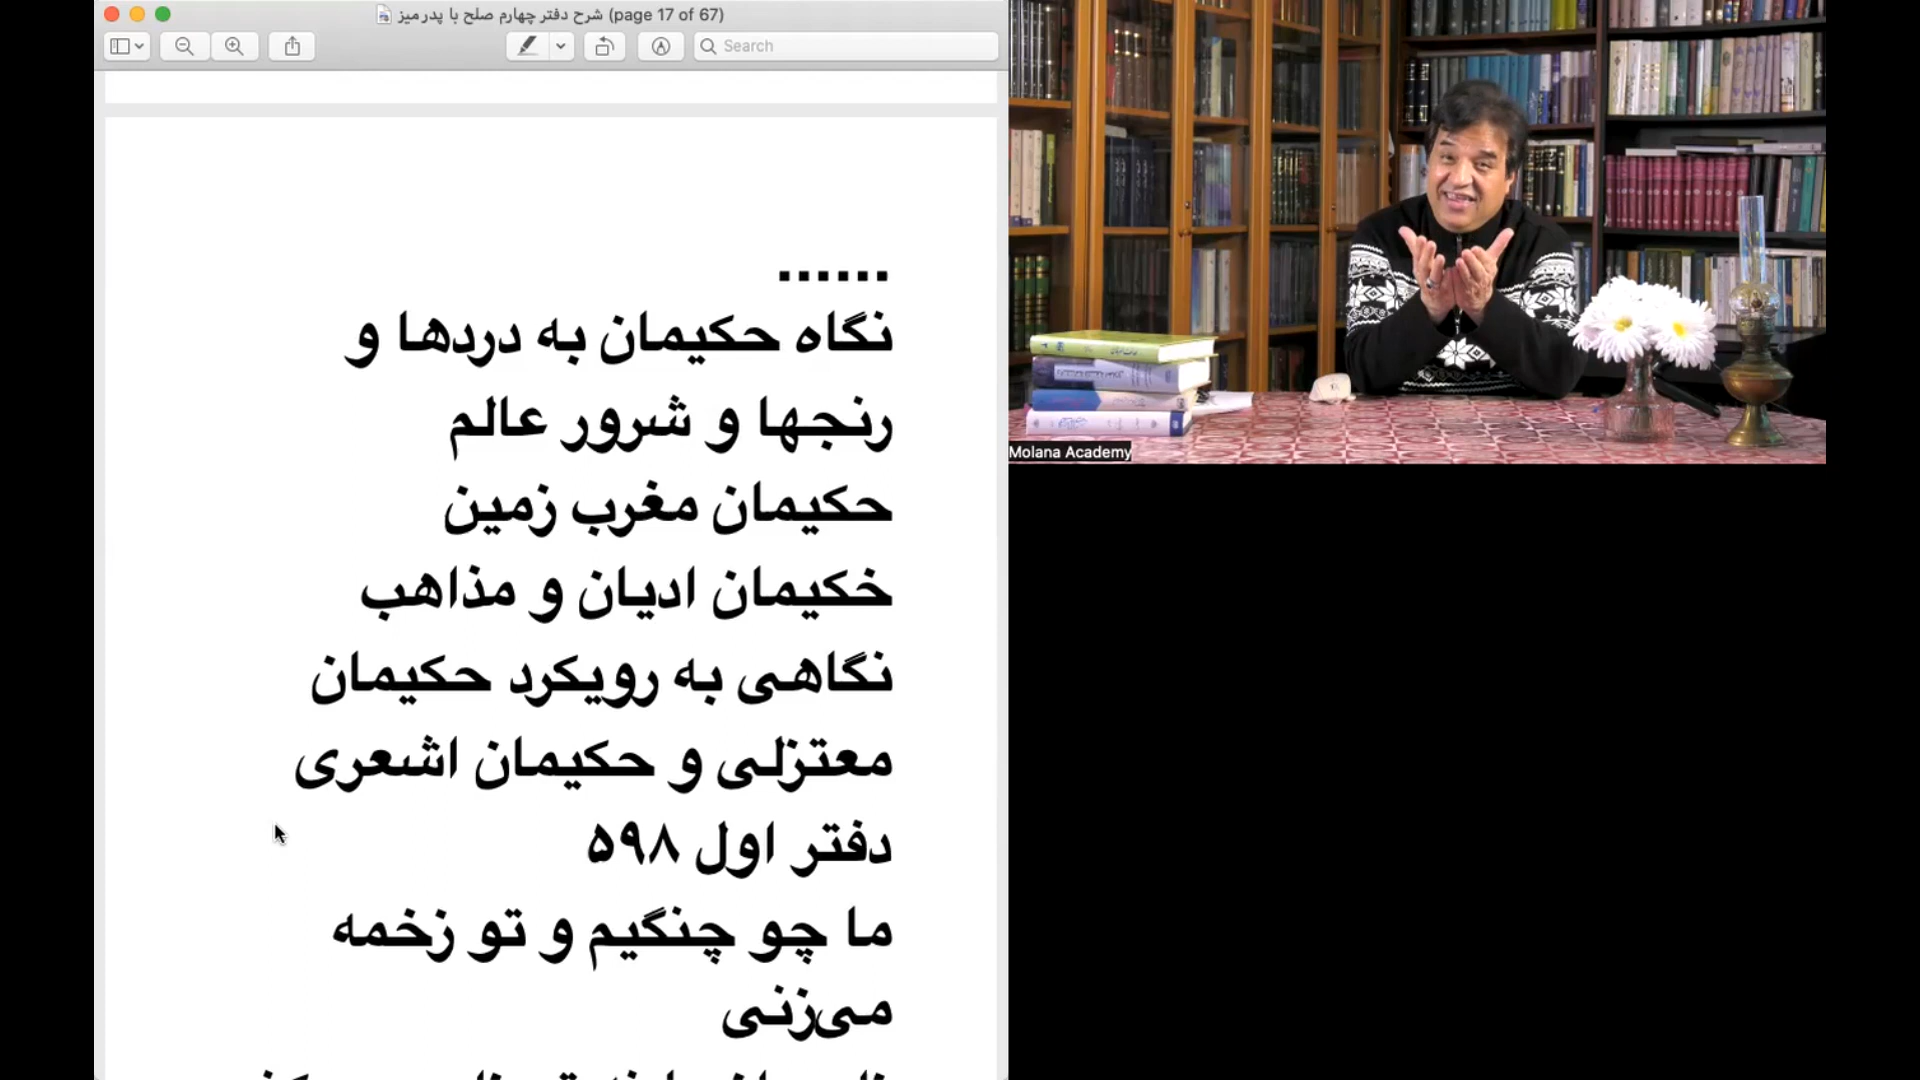 شرح دفتر چهارم صلح با پدر میز (page 17 of 67)
Search
......
نگاه حکیمان به دردها و
رنجها و شرور عالم
حکیمان مغرب زمین
خکیمان ادیان و مذاهب
نگاهی به رویکرد حکیمان
معتزلی و حکیمان اشعری
دفتر اول ۵۹۸
ما چو چنگیم و تو زخمه
می‌زنی
Molana Academy